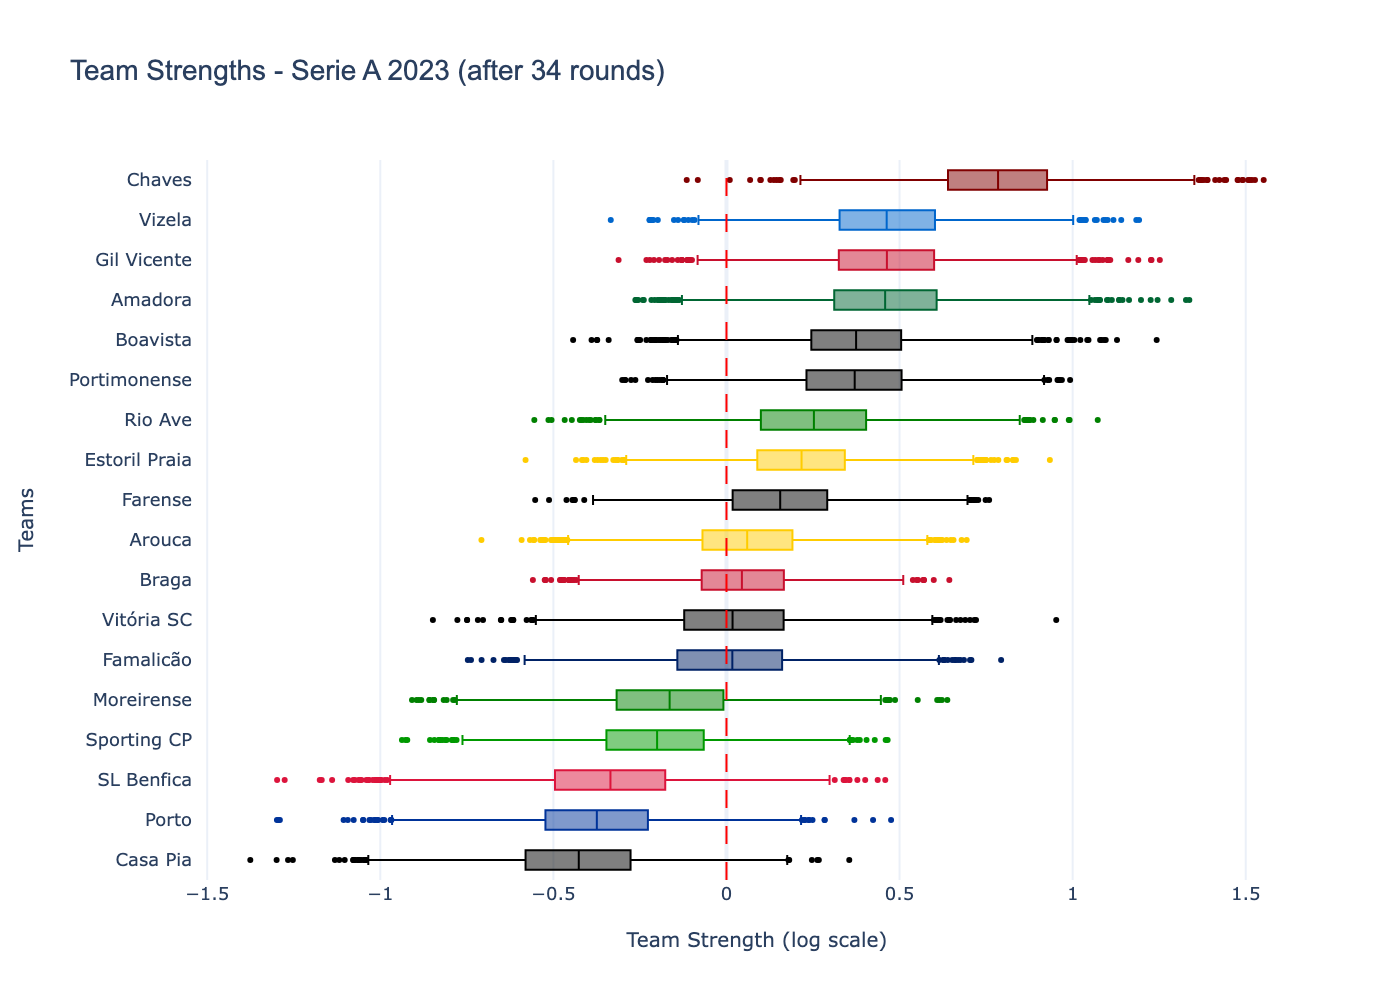 Team Strengths - Serie A 2023 (after 34 rounds)
Teams
Chaves
Vizela
Gil Vicente
Amadora
Boavista
Portimonense
Rio Ave
Estoril Praia
Farense
Arouca
Braga
Vitória SC
Famalicão
Moreirense
Sporting CP
SL Benfica
Porto
Casa Pia
−1.5 −1 −0.5 0 0.5 1 1.5
Team Strength (log scale)